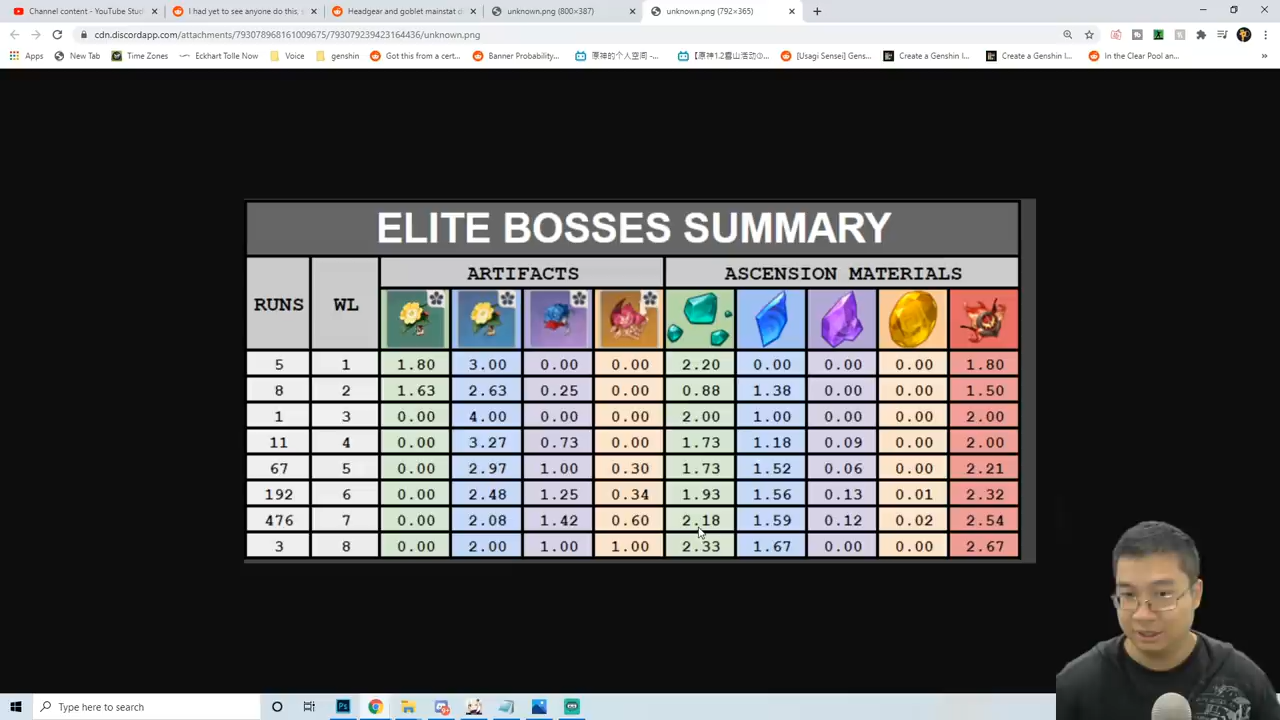 Channel content - YouTube Stud
I had yet to see anyone do this, s
Headgear and goblet mainstat d
unknown.png (800×387)
unknown.png (792×365)
cdn.discordapp.com/attachments/793078968161009675/793079239423164436/unknown.png
Apps
New Tab
Time Zones
Eckhart Tolle Now
Voice
genshin
Got this from a cert...
Banner Probability...
原神的个人空间 -...
[Usagi Sensei] Gens...
Create a Genshin I...
Create a Genshin I...
In the Clear Pool an...
ELITE BOSSES SUMMARY
RUNS WL ARTIFACTS ASCENSION MATERIALS
5 1 1.80 3.00 0.00 0.00 2.20 0.00 0.00 0.00 1.80
8 2 1.63 2.63 0.25 0.00 0.88 1.38 0.00 0.00 1.50
1 3 0.00 4.00 0.00 0.00 2.00 1.00 0.00 0.00 2.00
11 4 0.00 3.27 0.73 0.00 1.73 1.18 0.09 0.00 2.00
67 5 0.00 2.97 1.00 0.30 1.73 1.52 0.06 0.00 2.21
192 6 0.00 2.48 1.25 0.34 1.93 1.56 0.13 0.01 2.32
476 7 0.00 2.08 1.42 0.60 2.18 1.59 0.12 0.02 2.54
3 8 0.00 2.00 1.00 1.00 2.33 1.67 0.00 0.00 2.67
Type here to search